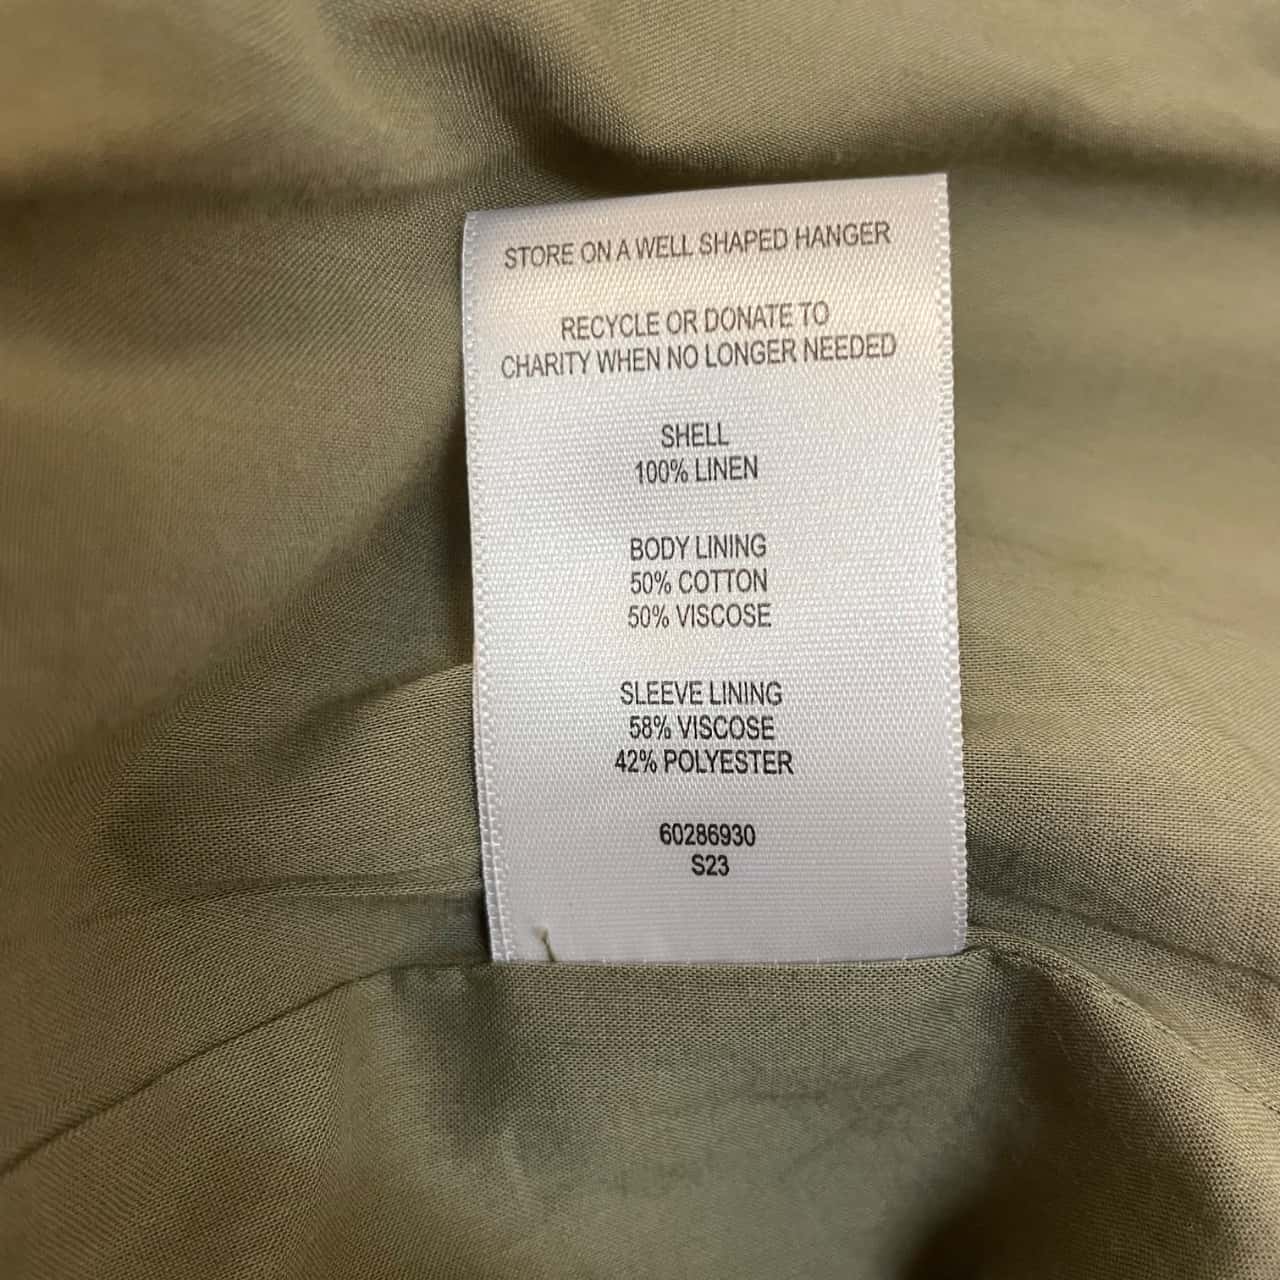 STORE ON A WELL SHAPED HANGER
RECYCLE OR DONATE TO
CHARITY WHEN NO LONGER NEEDED
SHELL
100% LINEN
BODY LINING
50% COTTON
50% VISCOSE
SLEEVE LINING
58% VISCOSE
42% POLYESTER
60286930
S23